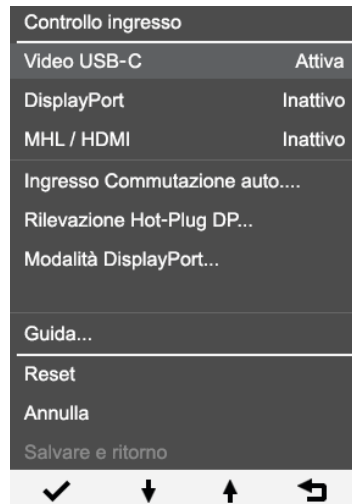 Controllo ingresso
Video USB-C Attiva
DisplayPort Inattivo
MHL / HDMI Inattivo
Ingresso Commutazione auto....
Rilevazione Hot-Plug DP...
Modalità DisplayPort...
Guida...
Reset
Annulla
Salvare e ritorno